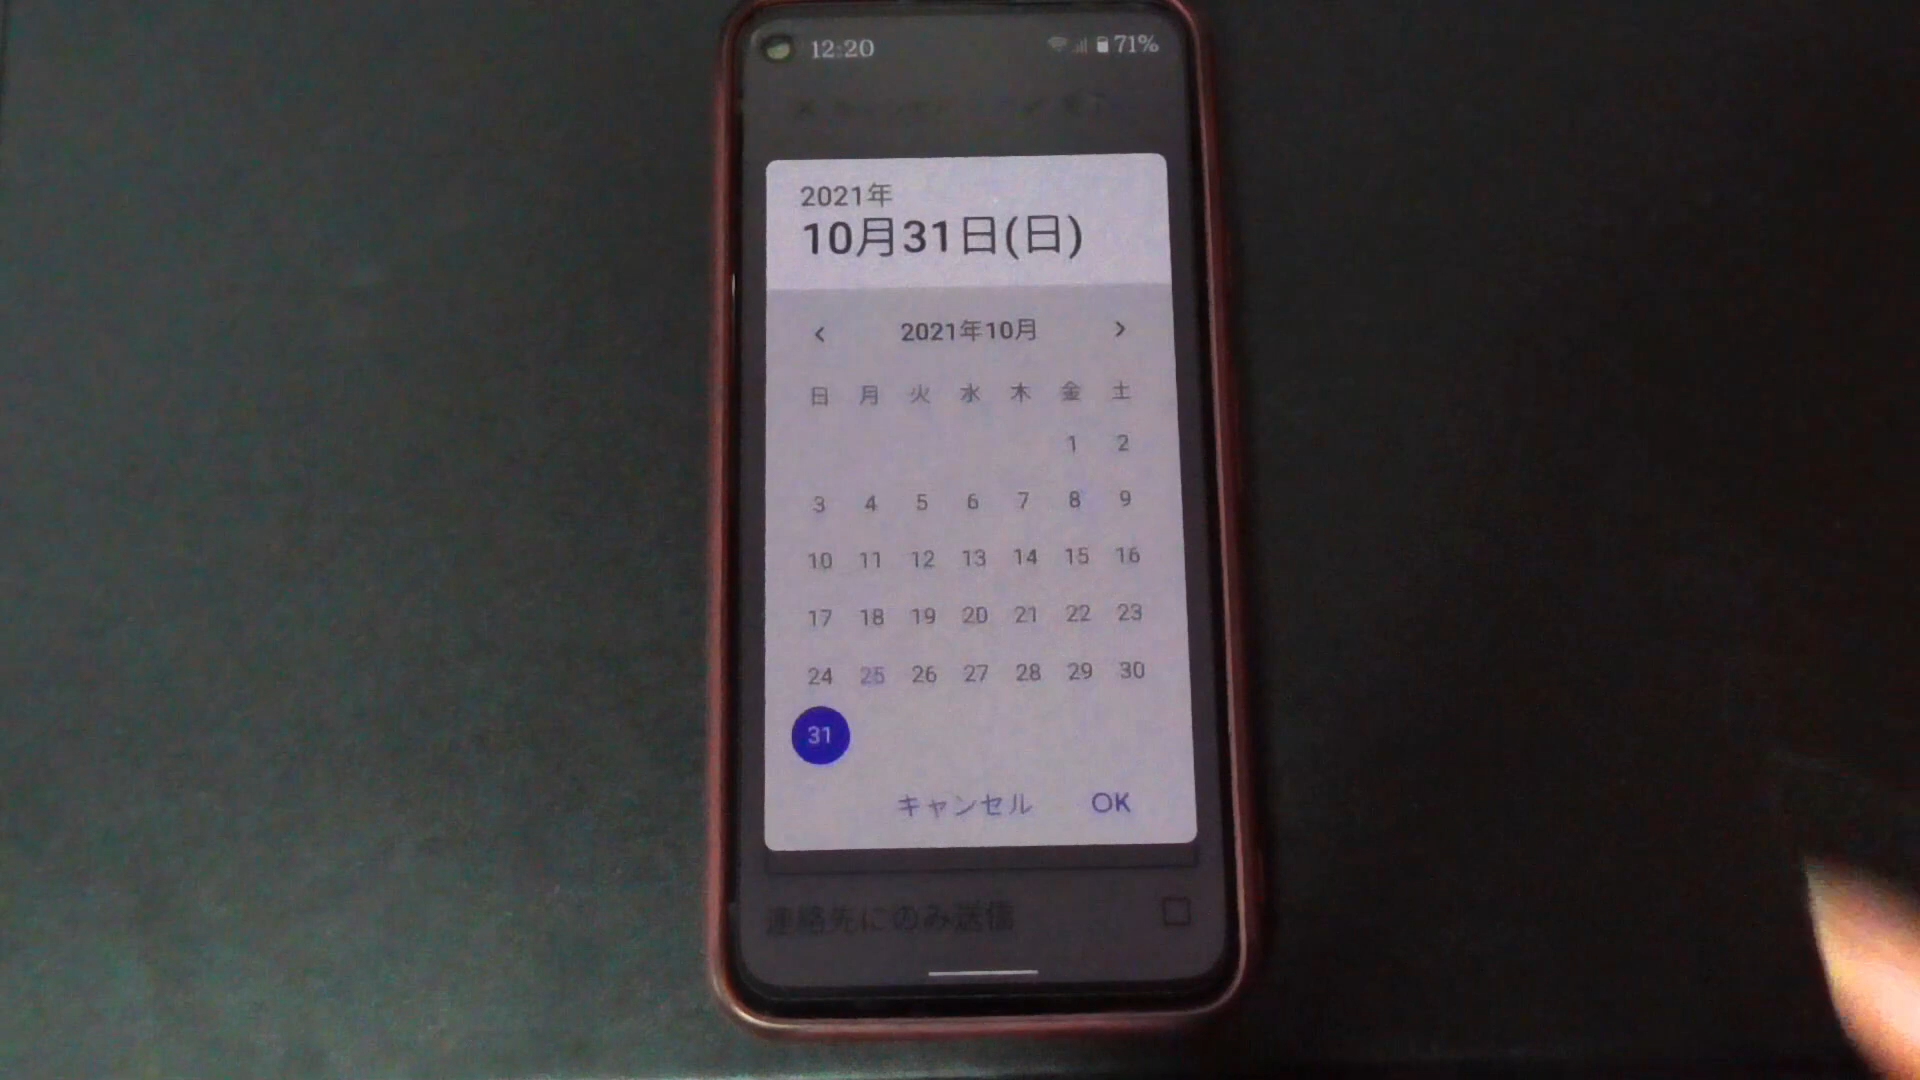 12:20 71%
2021年
10月31日(日)
2021年10月
日 月 火 水 木 金 土
1 2
3 4 5 6 7 8 9
10 11 12 13 14 15 16
17 18 19 20 21 22 23
24 25 26 27 28 29 30
31
キャンセル OK
連絡先にのみ送信